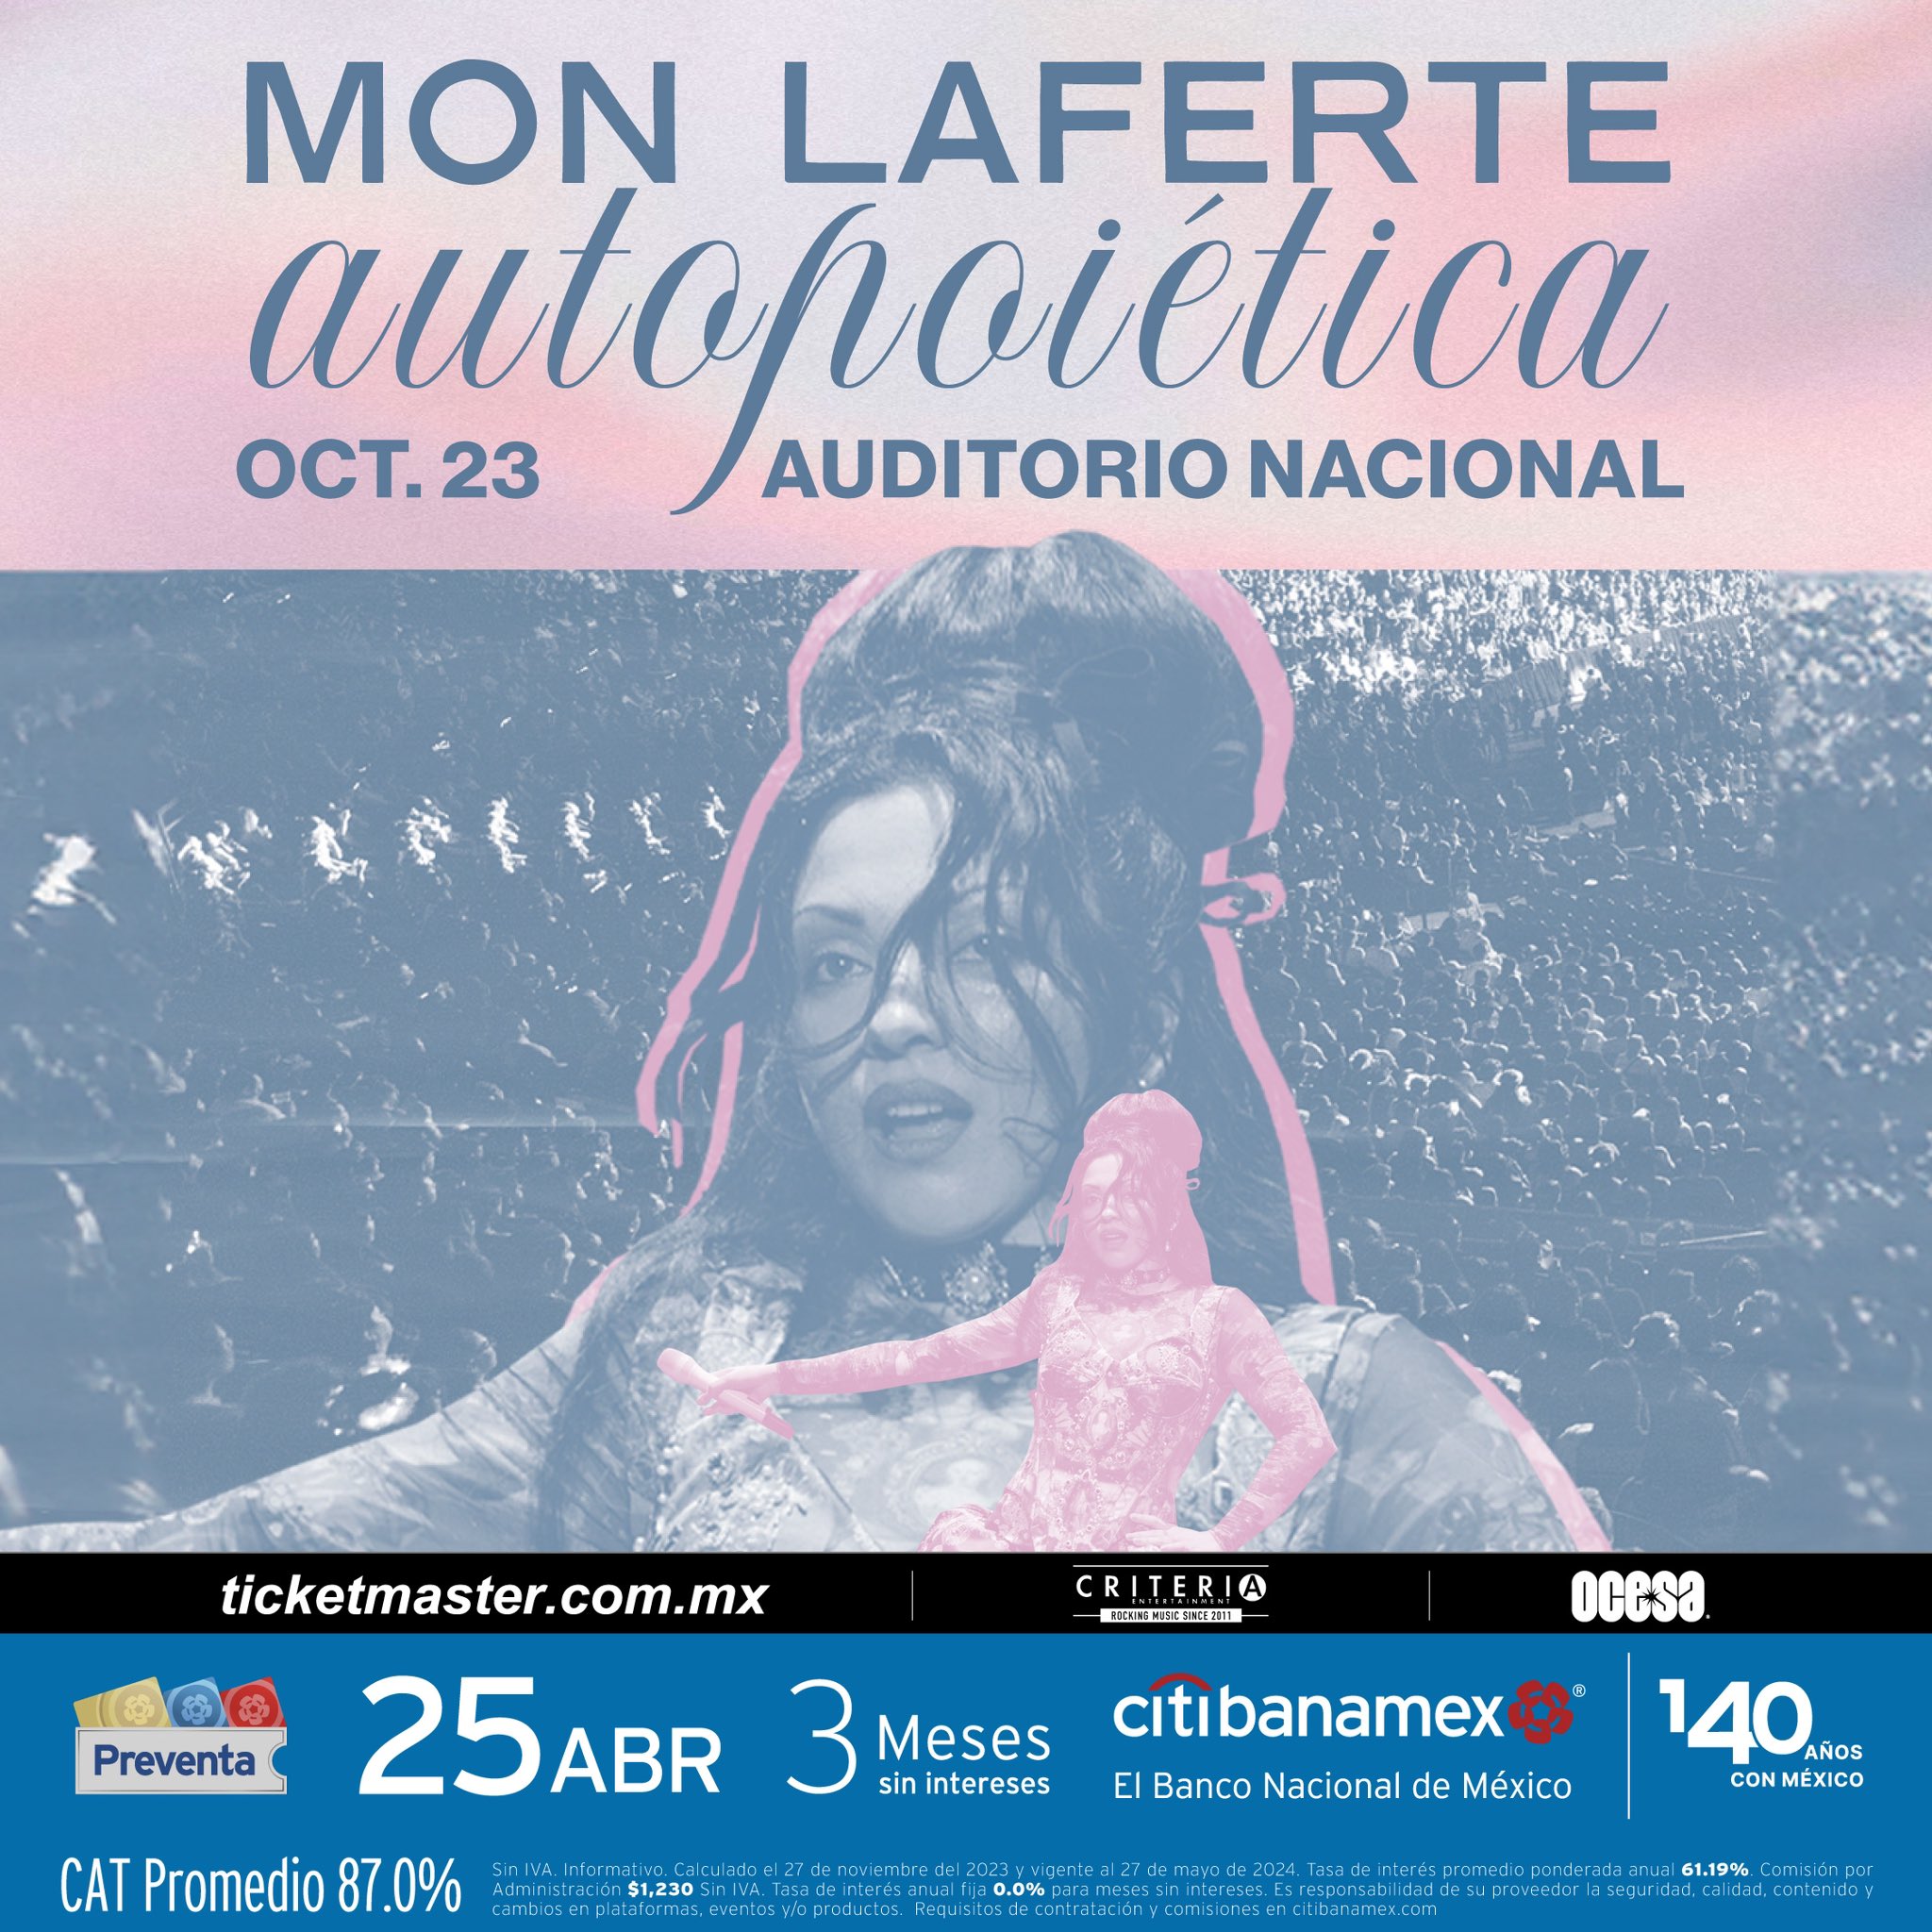 MON LAFERTE
autopoiética
OCT. 23 AUDITORIO NACIONAL
ticketmaster.com.mx
CRITERIA
ENTERTAINMENT
ROCKING MUSIC SINCE 2011
ocesa
Preventa
25 ABR
3 Meses
sin intereses
citibanamex®
El Banco Nacional de México
140 AÑOS
CON MÉXICO
CAT Promedio 87.0%
Sin IVA. Informativo. Calculado el 27 de noviembre del 2023 y vigente al 27 de mayo de 2024. Tasa de interés promedio ponderada anual 61.19%. Comisión por
Administración $1,230 Sin IVA. Tasa de interés anual fija 0.0% para meses sin intereses. Es responsabilidad de su proveedor la seguridad, calidad, contenido y
cambios en plataformas, eventos y/o productos. Requisitos de contratación y comisiones en citibanamex.com